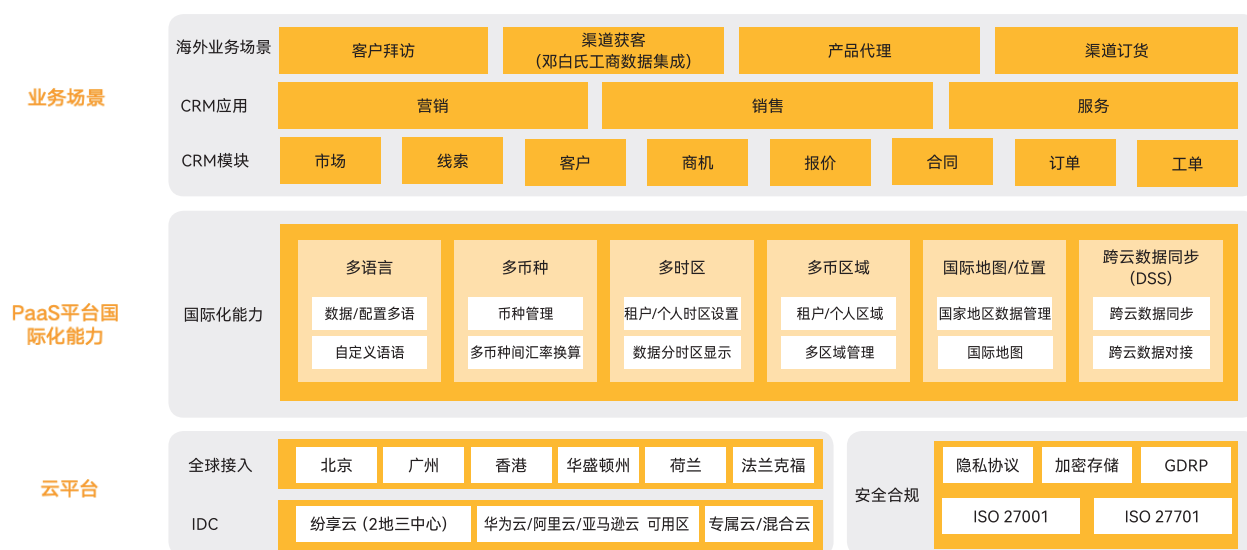 业务场景
海外业务场景
客户拜访
渠道获客
(邓白氏工商数据集成)
产品代理
渠道订货
CRM应用
营销
销售
服务
CRM模块
市场
线索
客户
商机
报价
合同
订单
工单
PaaS平台国
际化能力
国际化能力
多语言
数据/配置多语
自定义语语
多币种
币种管理
多币种间汇率换算
多时区
租户/个人时区设置
数据分时区显示
多币区域
租户/个人区域
多区域管理
国际地图/位置
国家地区数据管理
国际地图
跨云数据同步
(DSS)
跨云数据同步
跨云数据对接
云平台
全球接入
北京
广州
香港
华盛顿州
荷兰
法兰克福
IDC
纷享云 (2地三中心)
华为云/阿里云/亚马逊云 可用区
专属云/混合云
安全合规
隐私协议
加密存储
GDRP
ISO 27001
ISO 27701